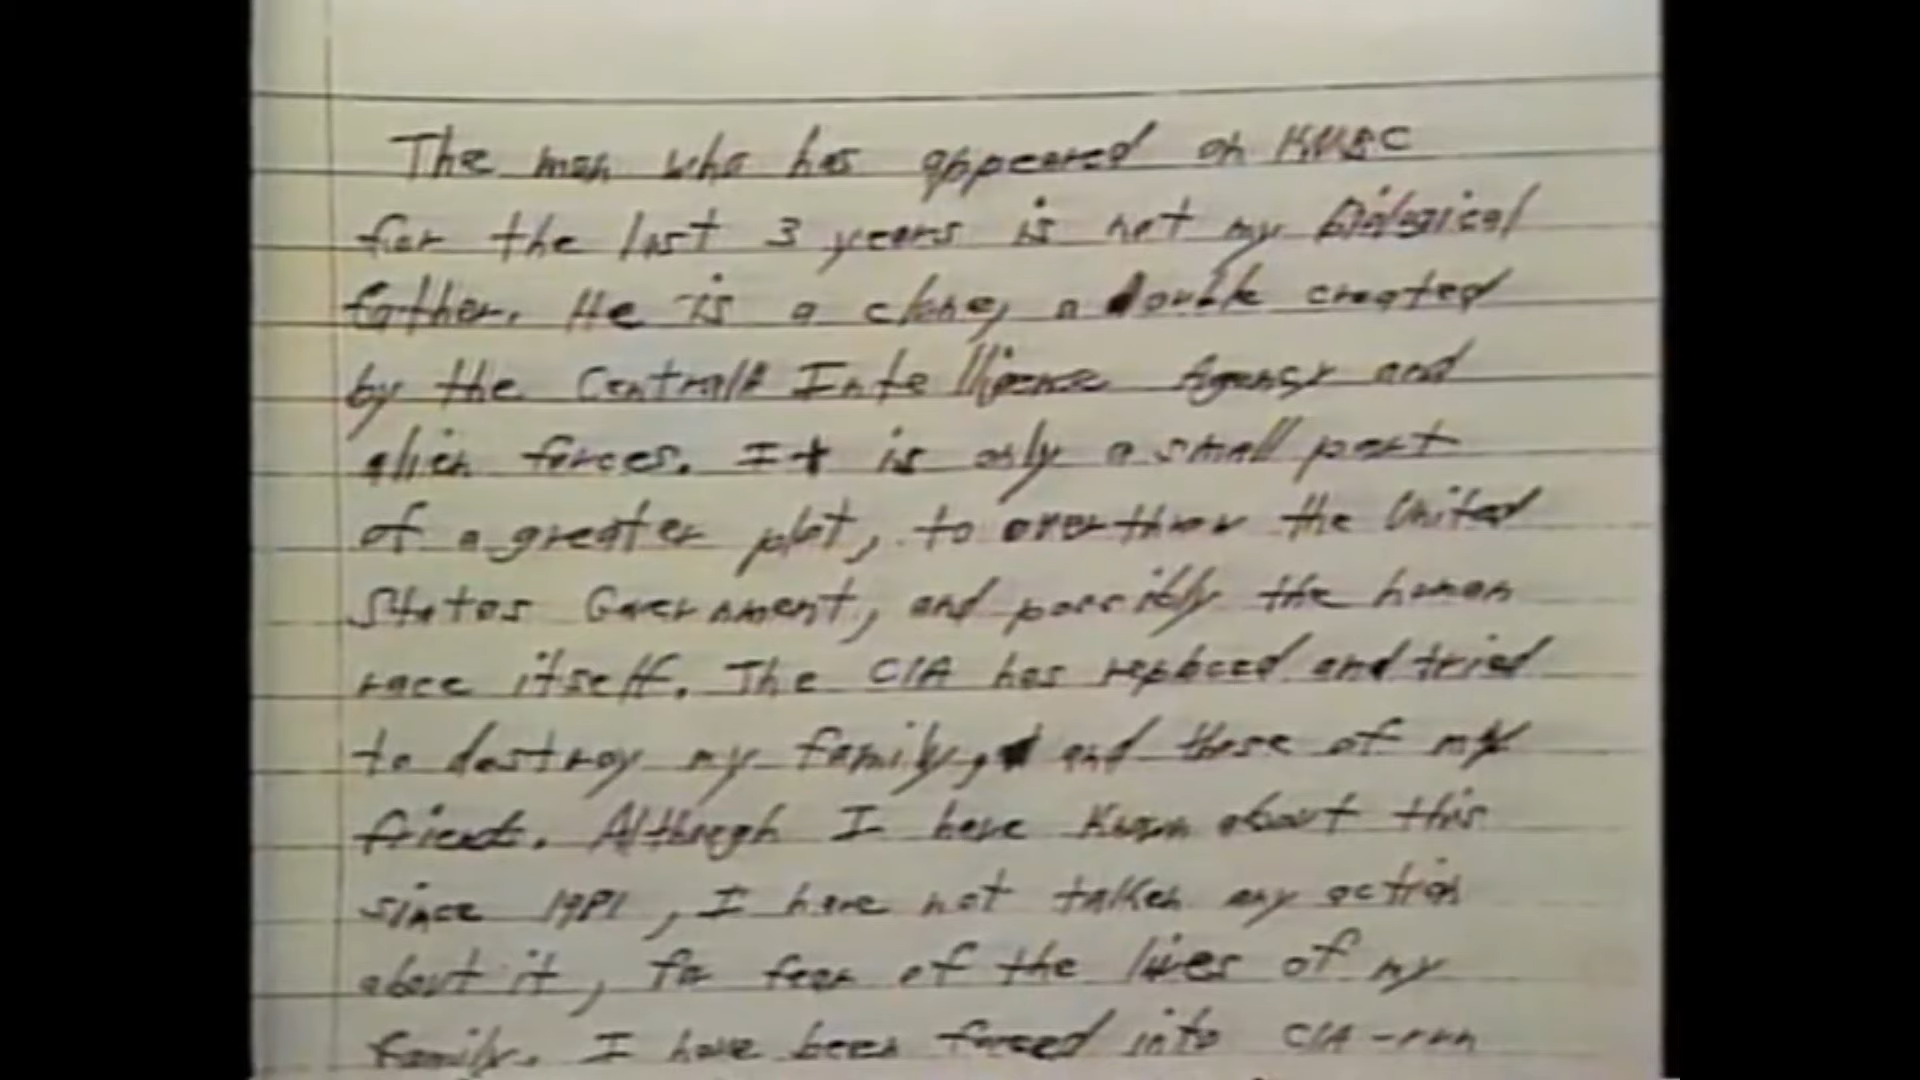 The man who has appeared on KNBC
for the last 3 years is not my biological
father. He is a clone, a double created
by the Central Intelligence Agency and
alien forces. It is only a small part
of a greater plot, to overthrow the United
States Government, and possibly the human
race itself. The CIA has replaced and tried
to destroy my family, and those of my
friends. Although I have known about this
since 1981, I have not taken any action
about it, for fear of the lives of my
family. I have been forced into CIA-run